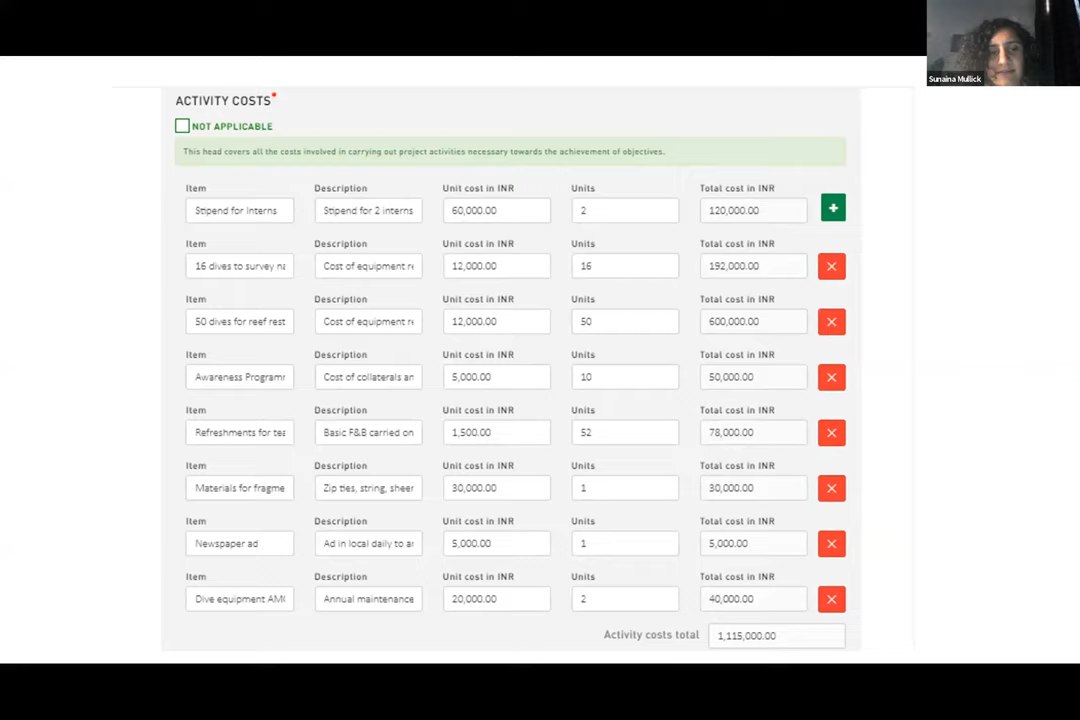 Sunaina Mullick
ACTIVITY COSTS*
NOT APPLICABLE
This head covers all the costs involved in carrying out project activities necessary towards the achievement of objectives.
Item Description Unit cost in INR Units Total cost in INR
Stipend for Interns Stipend for 2 interns 60,000.00 2 120,000.00 +
Item Description Unit cost in INR Units Total cost in INR
16 dives to survey na Cost of equipment re 12,000.00 16 192,000.00
Item Description Unit cost in INR Units Total cost in INR
50 dives for reef rest Cost of equipment re 12,000.00 50 600,000.00
Item Description Unit cost in INR Units Total cost in INR
Awareness Programr Cost of collaterals an 5,000.00 10 50,000.00
Item Description Unit cost in INR Units Total cost in INR
Refreshments for tea Basic F&B carried on 1,500.00 52 78,000.00
Item Description Unit cost in INR Units Total cost in INR
Materials for fragme Zip ties, string, sheer 30,000.00 1 30,000.00
Item Description Unit cost in INR Units Total cost in INR
Newspaper ad Ad in local daily to ar 5,000.00 1 5,000.00
Item Description Unit cost in INR Units Total cost in INR
Dive equipment AMC Annual maintenance 20,000.00 2 40,000.00
Activity costs total 1,115,000.00